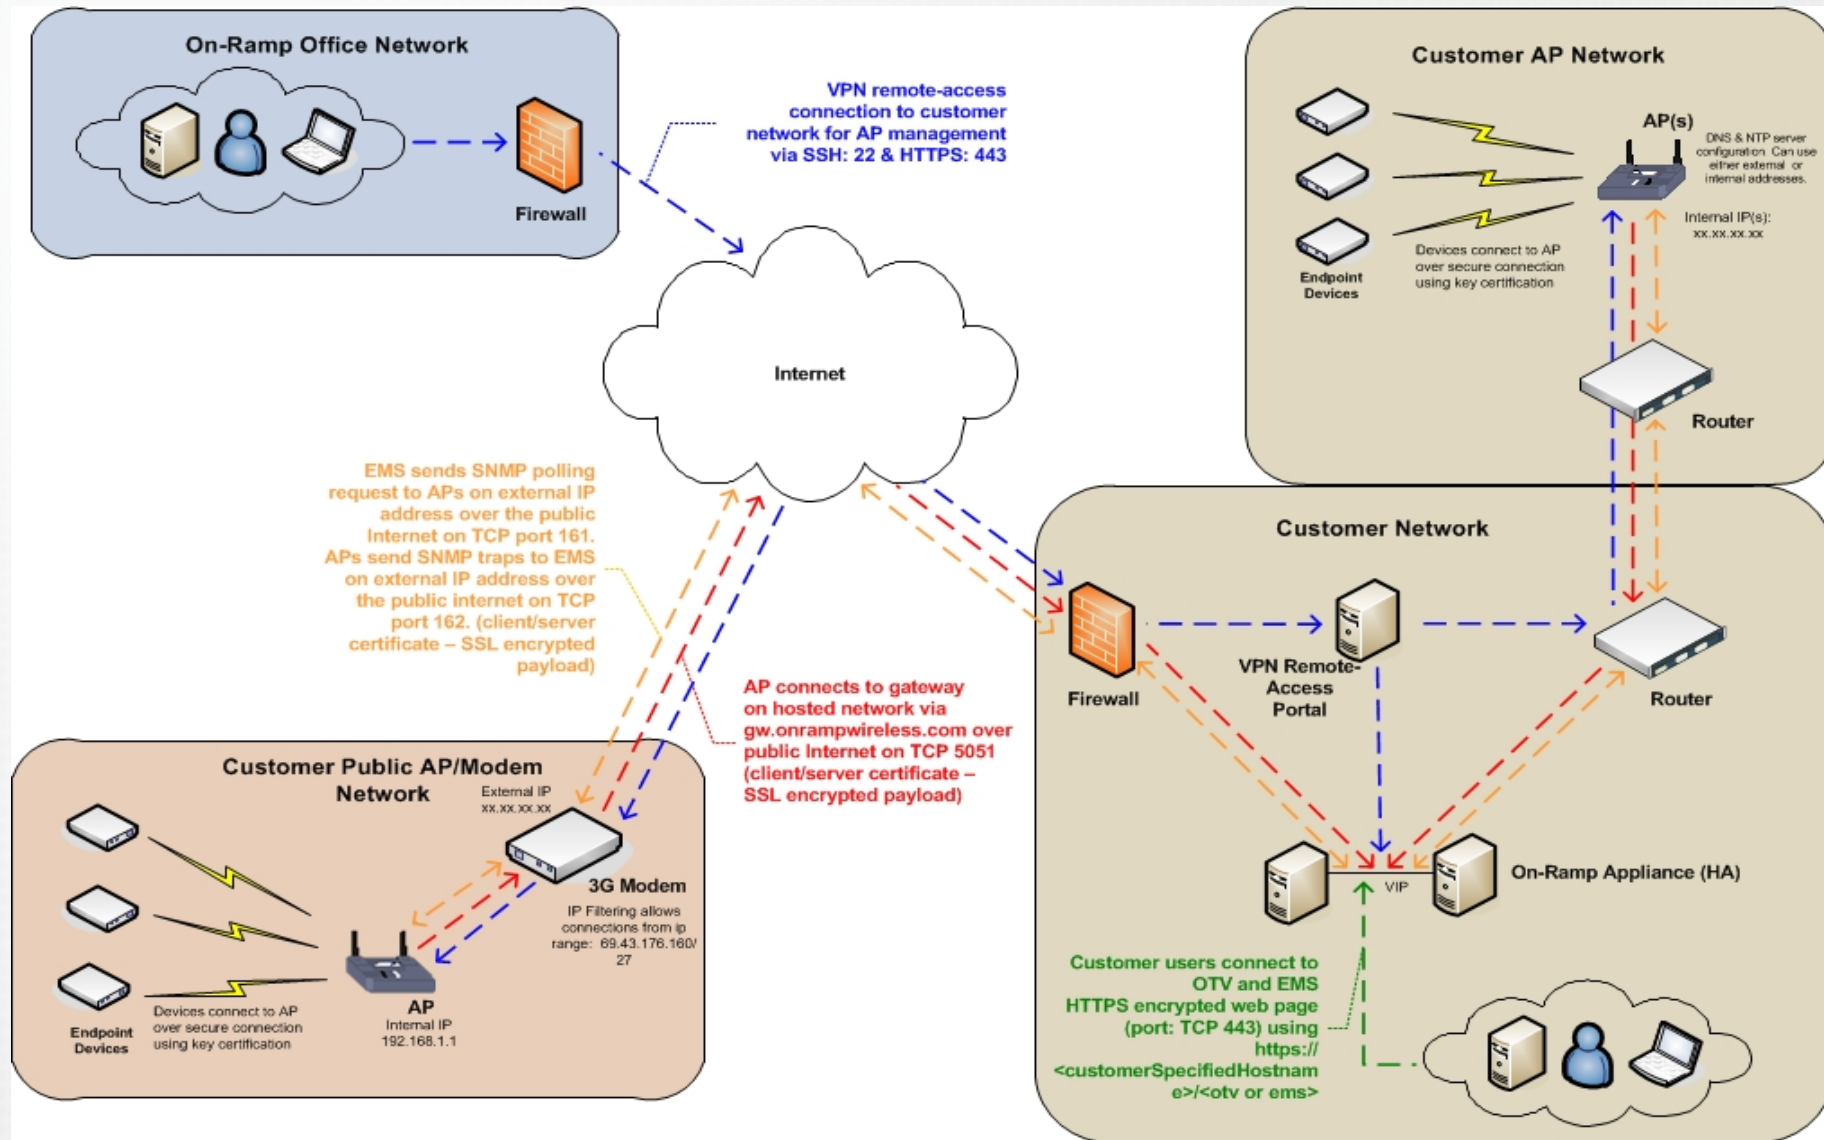 On-Ramp Office Network
Firewall
VPN remote-access
connection to customer
network for AP management
via SSH: 22 & HTTPS: 443
Customer AP Network
AP(s)
DNS & NTP server
configuration. Can use
either external or
internal addresses.
Internal IP(s):
xx.xx.xx.xx
Devices connect to AP
over secure connection
using key certification
Endpoint
Devices
Router
Internet
EMS sends SNMP polling
request to APs on external IP
address over the public
Internet on TCP port 161.
APs send SNMP traps to EMS
on external IP address over
the public internet on TCP
port 162. (client/server
certificate – SSL encrypted
payload)
AP connects to gateway
on hosted network via
gw.onrampwireless.com over
public Internet on TCP 5051
(client/server certificate –
SSL encrypted payload)
Customer Network
Firewall
VPN Remote-
Access
Portal
Router
VIP
On-Ramp Appliance (HA)
Customer users connect to
OTV and EMS
HTTPS encrypted web page
(port: TCP 443) using
https://
<customerSpecifiedHostnam
e>/<otv or ems>
Customer Public AP/Modem
Network
External IP
xx.xx.xx.xx
3G Modem
IP Filtering allows
connections from ip
range: 69.43.176.160/
27
AP
Internal IP
192.168.1.1
Devices connect to AP
over secure connection
using key certification
Endpoint
Devices